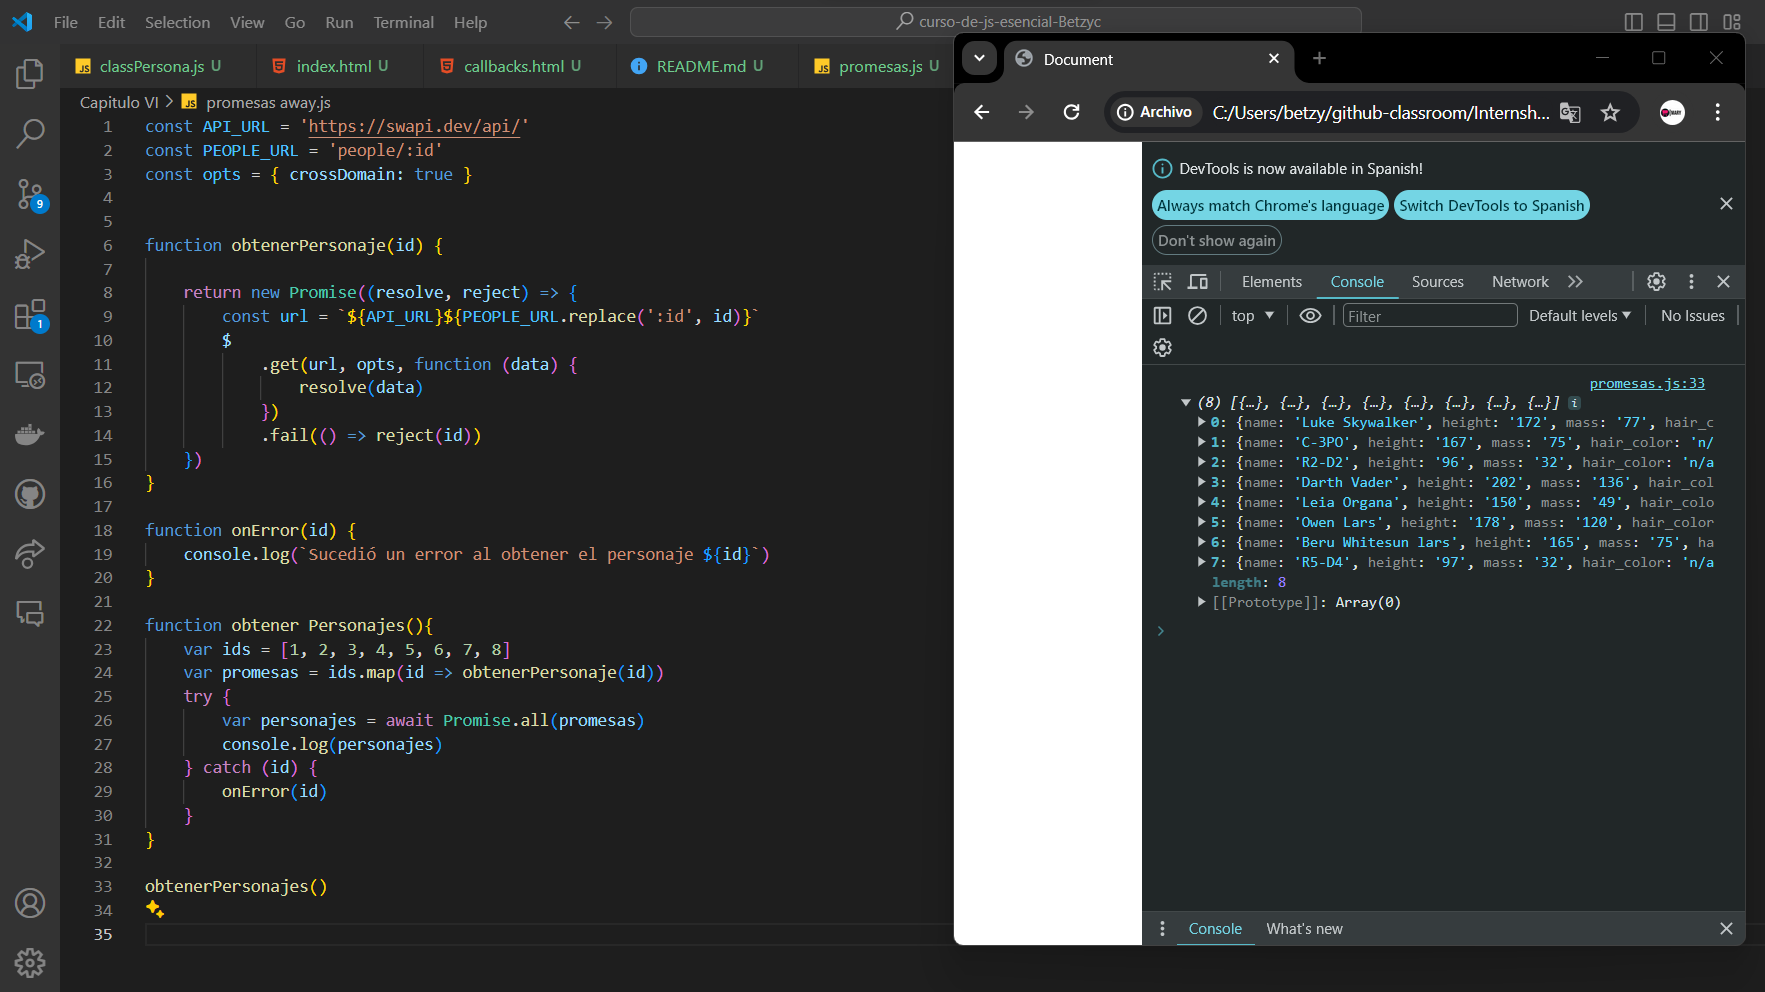 File Edit Selection View Go Run Terminal Help
curso-de-js-esencial-Betzyc
classPersona.js U
index.html U
callbacks.html U
README.md U
promesas.js U
Capitulo VI > JS promesas away.js
1 const API_URL = 'https://swapi.dev/api/'
2 const PEOPLE_URL = 'people/:id'
3 const opts = { crossDomain: true }
4
5
6 function obtenerPersonaje(id) {
7
8 return new Promise((resolve, reject) => {
9 const url = `${API_URL}${PEOPLE_URL.replace(':id', id)}`
10 $
11 .get(url, opts, function (data) {
12 resolve(data)
13 })
14 .fail(() => reject(id))
15 })
16 }
17
18 function onError(id) {
19 console.log(`Sucedió un error al obtener el personaje ${id}`)
20 }
21
22 function obtener Personajes(){
23 var ids = [1, 2, 3, 4, 5, 6, 7, 8]
24 var promesas = ids.map(id => obtenerPersonaje(id))
25 try {
26 var personajes = await Promise.all(promesas)
27 console.log(personajes)
28 } catch (id) {
29 onError(id)
30 }
31 }
32
33 obtenerPersonajes()
34
35
9
1
Document
Archivo C:/Users/betzy/github-classroom/Internsh...
DevTools is now available in Spanish!
Always match Chrome's language Switch DevTools to Spanish
Don't show again
Elements Console Sources Network
top Filter Default levels No Issues
promesas.js:33
(8) [{…}, {…}, {…}, {…}, {…}, {…}, {…}, {…}] i
0: {name: 'Luke Skywalker', height: '172', mass: '77', hair_c
1: {name: 'C-3PO', height: '167', mass: '75', hair_color: 'n/
2: {name: 'R2-D2', height: '96', mass: '32', hair_color: 'n/a
3: {name: 'Darth Vader', height: '202', mass: '136', hair_col
4: {name: 'Leia Organa', height: '150', mass: '49', hair_colo
5: {name: 'Owen Lars', height: '178', mass: '120', hair_color
6: {name: 'Beru Whitesun lars', height: '165', mass: '75', ha
7: {name: 'R5-D4', height: '97', mass: '32', hair_color: 'n/a
length: 8
[[Prototype]]: Array(0)
Console What's new